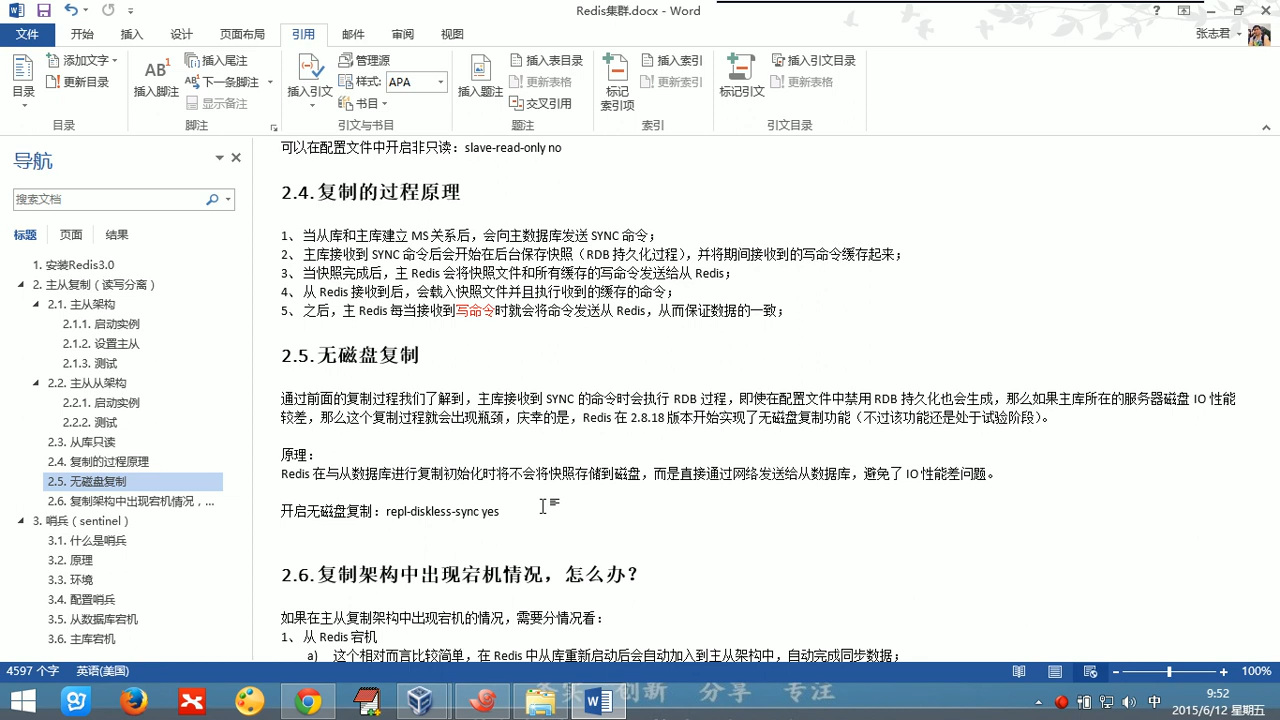 Redis集群.docx - Word
文件 开始 插入 设计 页面布局 引用 邮件 审阅 视图 张志君
目录 添加文字 更新目录 目录
AB¹ 插入脚注 插入尾注 下一条脚注 显示备注 脚注
插入引文 管理源 样式: APA 书目 引文与书目
插入题注 插入表目录 更新表格 交叉引用 题注
标记索引项 插入索引 更新索引 索引
标记引文 插入引文目录 更新表格 引文目录
导航
搜索文档
标题 页面 结果
1. 安装Redis3.0
2. 主从复制（读写分离）
2.1. 主从架构
2.1.1. 启动实例
2.1.2. 设置主从
2.1.3. 测试
2.2. 主从从架构
2.2.1. 启动实例
2.2.2. 测试
2.3. 从库只读
2.4. 复制的过程原理
2.5. 无磁盘复制
2.6. 复制架构中出现宕机情况，...
3. 哨兵（sentinel）
3.1. 什么是哨兵
3.2. 原理
3.3. 环境
3.4. 配置哨兵
3.5. 从数据库宕机
3.6. 主库宕机
可以在配置文件中开启非只读：slave-read-only no
2.4. 复制的过程原理
1、 当从库和主库建立 MS 关系后，会向主数据库发送 SYNC 命令；
2、 主库接收到 SYNC 命令后会开始在后台保存快照（RDB 持久化过程），并将期间接收到的写命令缓存起来；
3、 当快照完成后，主 Redis 会将快照文件和所有缓存的写命令发送给从 Redis；
4、 从 Redis 接收到后，会载入快照文件并且执行收到的缓存的命令；
5、 之后，主 Redis 每当接收到写命令时就会将命令发送从 Redis，从而保证数据的一致；
2.5. 无磁盘复制
通过前面的复制过程我们了解到，主库接收到 SYNC 的命令时会执行 RDB 过程，即使在配置文件中禁用 RDB 持久化也会生成，那么如果主库所在的服务器磁盘 IO 性能
较差，那么这个复制过程就会出现瓶颈，庆幸的是，Redis 在 2.8.18 版本开始实现了无磁盘复制功能（不过该功能还是处于试验阶段）。
原理：
Redis 在与从数据库进行复制初始化时将不会将快照存储到磁盘，而是直接通过网络发送给从数据库，避免了 IO 性能差问题。
开启无磁盘复制：repl-diskless-sync yes
2.6. 复制架构中出现宕机情况，怎么办？
如果在主从复制架构中出现宕机的情况，需要分情况看：
1、 从 Redis 宕机
a) 这个相对而言比较简单，在 Redis 中从库重新启动后会自动加入到主从架构中，自动完成同步数据；
4597 个字 英语(美国) 100%
创新 分享 专注
中 9:52
2015/6/12 星期五